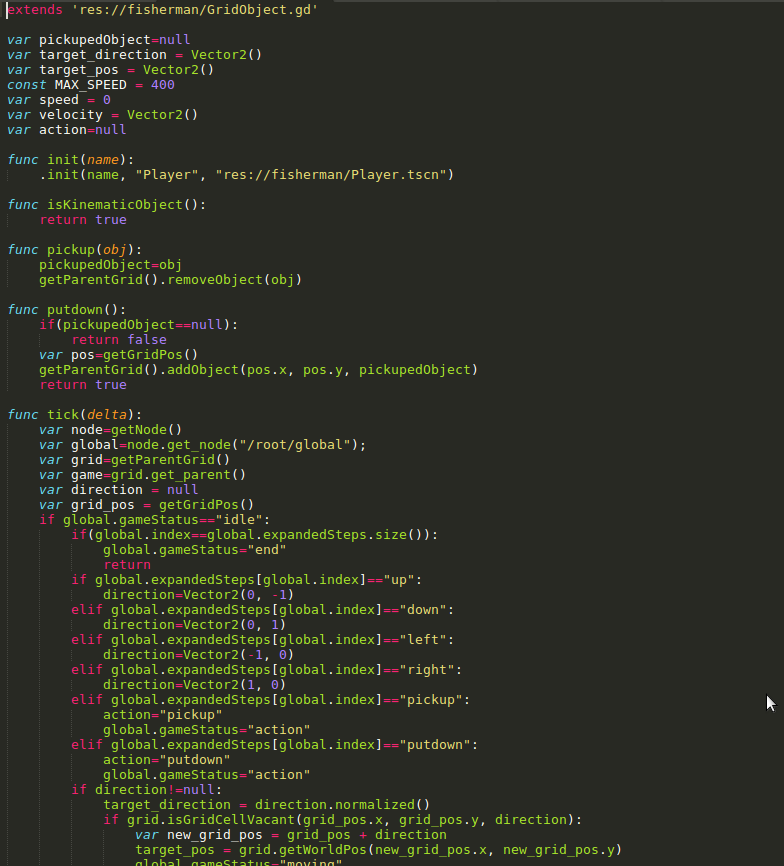 extends 'res://fisherman/GridObject.gd'
var pickupedObject=null
var target_direction = Vector2()
var target_pos = Vector2()
const MAX_SPEED = 400
var speed = 0
var velocity = Vector2()
var action=null
func init(name):
.init(name, "Player", "res://fisherman/Player.tscn")
func isKinematicObject():
return true
func pickup(obj):
pickupedObject=obj
getParentGrid().removeObject(obj)
func putdown():
if(pickupedObject==null):
return false
var pos=getGridPos()
getParentGrid().addObject(pos.x, pos.y, pickupedObject)
return true
func tick(delta):
var node=getNode()
var global=node.get_node("/root/global");
var grid=getParentGrid()
var game=grid.get_parent()
var direction = null
var grid_pos = getGridPos()
if global.gameStatus=="idle":
if(global.index==global.expandedSteps.size()):
global.gameStatus="end"
return
if global.expandedSteps[global.index]=="up":
direction=Vector2(0, -1)
elif global.expandedSteps[global.index]=="down":
direction=Vector2(0, 1)
elif global.expandedSteps[global.index]=="left":
direction=Vector2(-1, 0)
elif global.expandedSteps[global.index]=="right":
direction=Vector2(1, 0)
elif global.expandedSteps[global.index]=="pickup":
action="pickup"
global.gameStatus="action"
elif global.expandedSteps[global.index]=="putdown":
action="putdown"
global.gameStatus="action"
if direction!=null:
target_direction = direction.normalized()
if grid.isGridCellVacant(grid_pos.x, grid_pos.y, direction):
var new_grid_pos = grid_pos + direction
target_pos = grid.getWorldPos(new_grid_pos.x, new_grid_pos.y)
global.gameStatus="moving"